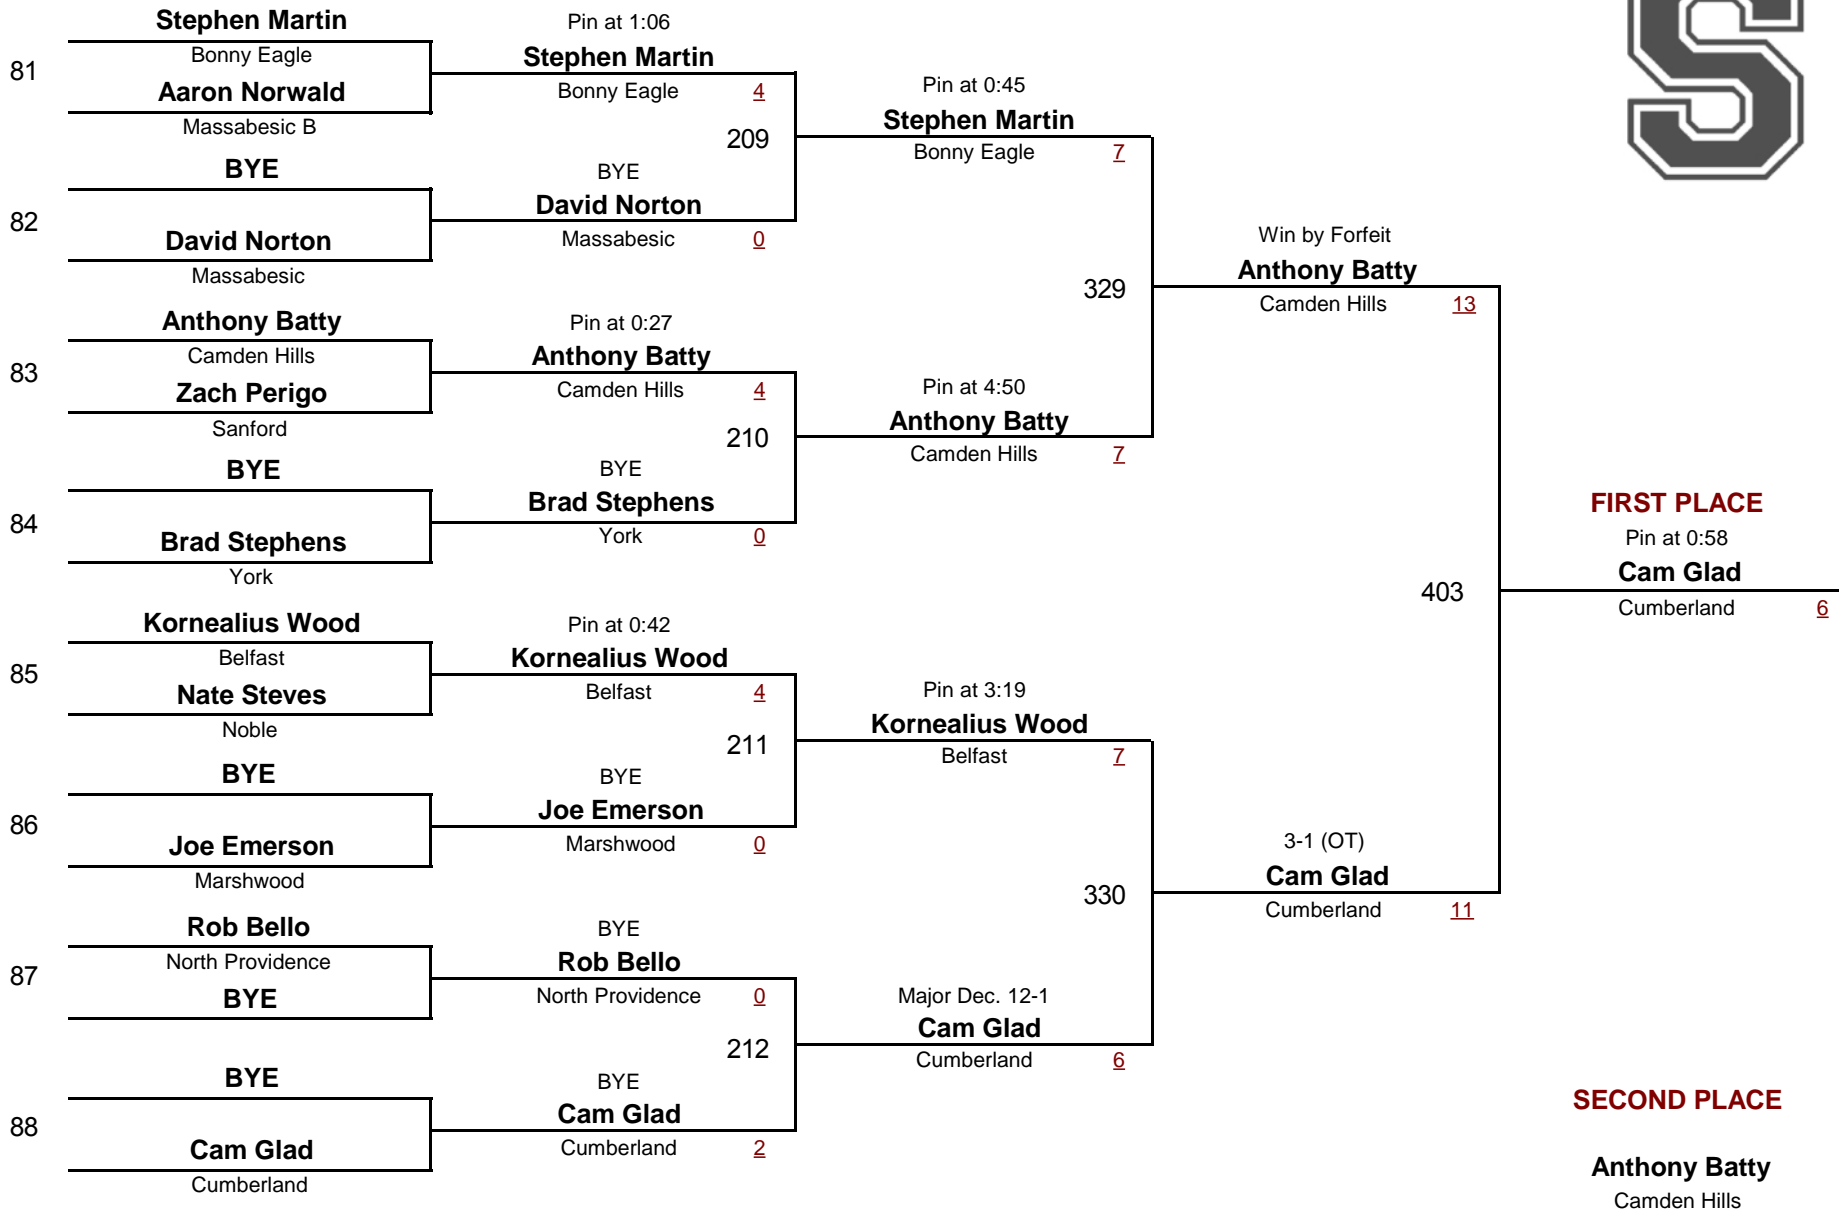 Stephen Martin
81
Bonny Eagle
Aaron Norwald
Massabesic B
BYE
82
David Norton
Massabesic
Anthony Batty
83
Camden Hills
Zach Perigo
Sanford
BYE
84
Brad Stephens
York
Kornealius Wood
85
Belfast
Nate Steves
Noble
BYE
86
Joe Emerson
Marshwood
Rob Bello
87
North Providence
BYE
BYE
88
Cam Glad
Cumberland
Pin at 1:06
Stephen Martin
Bonny Eagle 4
209
BYE
David Norton
Massabesic 0
Pin at 0:27
Anthony Batty
Camden Hills 4
210
BYE
Brad Stephens
York 0
Pin at 0:42
Kornealius Wood
Belfast 4
211
BYE
Joe Emerson
Marshwood 0
BYE
Rob Bello
North Providence 0
212
BYE
Cam Glad
Cumberland 2
Pin at 0:45
Stephen Martin
Bonny Eagle 7
329
Pin at 4:50
Anthony Batty
Camden Hills 7
Pin at 3:19
Kornealius Wood
Belfast 7
330
Major Dec. 12-1
Cam Glad
Cumberland 6
Win by Forfeit
Anthony Batty
Camden Hills 13
403
3-1 (OT)
Cam Glad
Cumberland 11
S
FIRST PLACE
Pin at 0:58
Cam Glad
Cumberland 6
SECOND PLACE
Anthony Batty
Camden Hills